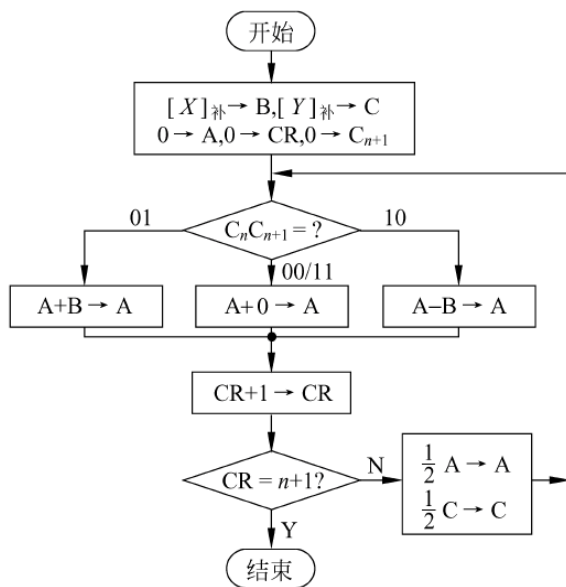 开始
[X]补→B,[Y]补→C
0→A,0→CR,0→Cn+1
CnCn+1=?
01
10
00/11
A+B→A
A+0→A
A−B→A
CR+1→CR
CR=n+1?
N
1/2 A→A
1/2 C→C
Y
结束